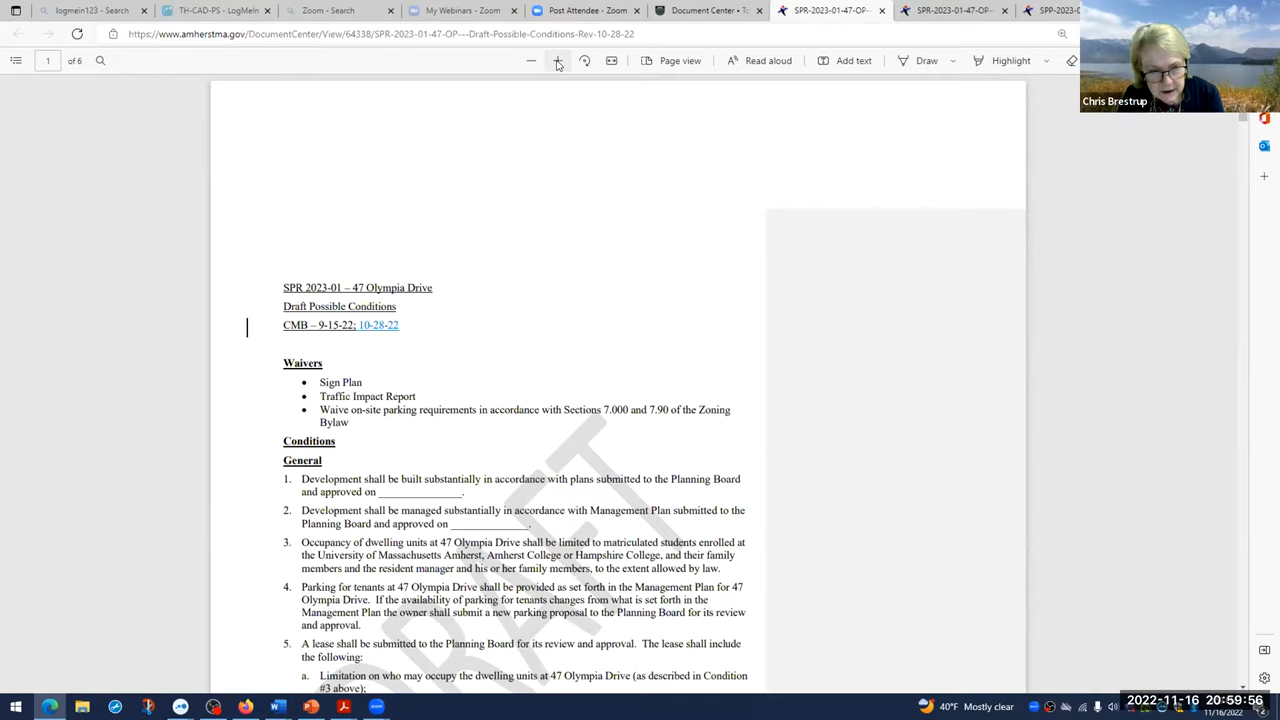 logmein123 - Search
TH-CAD-PS - LogMeIn
Zoom - Search
My Webinars - Zoom
Post Attendee - Zoom
Document Center • To
SPR-2023-01-47-OP-
SPR-2023-01-47-OP-
SPR-202
https://www.amherstma.gov/DocumentCenter/View/64338/SPR-2023-01-47-OP---Draft-Possible-Conditions-Rev-10-28-22
1 of 6
Page view
Read aloud
Add text
Draw
Highlight
Chris Brestrup
SPR 2023-01 – 47 Olympia Drive
Draft Possible Conditions
CMB – 9-15-22; 10-28-22
Waivers
• Sign Plan
• Traffic Impact Report
• Waive on-site parking requirements in accordance with Sections 7.000 and 7.90 of the Zoning
Bylaw
Conditions
General
1. Development shall be built substantially in accordance with plans submitted to the Planning Board
and approved on _______________.
2. Development shall be managed substantially in accordance with Management Plan submitted to the
Planning Board and approved on ______________.
3. Occupancy of dwelling units at 47 Olympia Drive shall be limited to matriculated students enrolled at
the University of Massachusetts Amherst, Amherst College or Hampshire College, and their family
members and the resident manager and his or her family members, to the extent allowed by law.
4. Parking for tenants at 47 Olympia Drive shall be provided as set forth in the Management Plan for 47
Olympia Drive. If the availability of parking for tenants changes from what is set forth in the
Management Plan the owner shall submit a new parking proposal to the Planning Board for its review
and approval.
5. A lease shall be submitted to the Planning Board for its review and approval. The lease shall include
the following:
a. Limitation on who may occupy the dwelling units at 47 Olympia Drive (as described in Condition
#3 above);
DRAFT
40°F Mostly clear
2022-11-16 20:59:56
11/16/2022